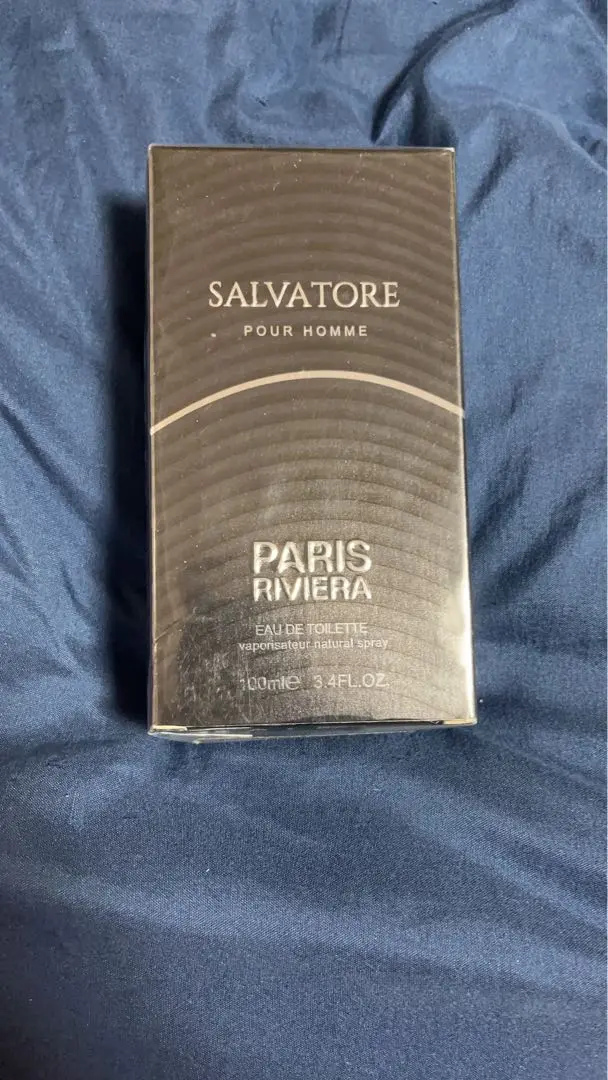 SALVATORE
POUR HOMME
PARIS
RIVIERA
EAU DE TOILETTE
vaporisateur natural spray
100ml℮ 3.4FL.OZ.